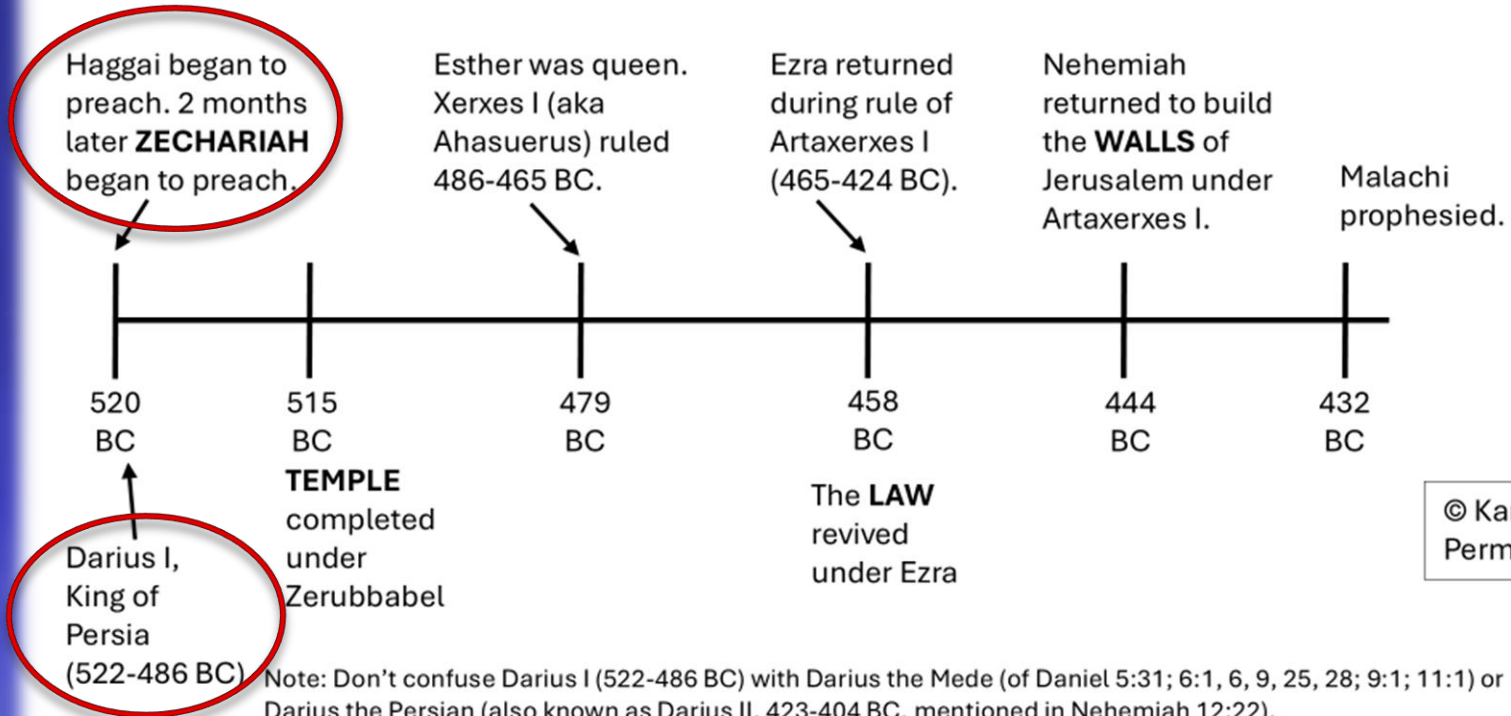 Haggai began to
preach. 2 months
later ZECHARIAH
began to preach.
Esther was queen.
Xerxes I (aka
Ahasuerus) ruled
486-465 BC.
Ezra returned
during rule of
Artaxerxes I
(465-424 BC).
Nehemiah
returned to build
the WALLS of
Jerusalem under
Artaxerxes I.
Malachi
prophesied.
520
BC
515
BC
479
BC
458
BC
444
BC
432
BC
TEMPLE
completed
under
Zerubbabel
The LAW
revived
under Ezra
Darius I,
King of
Persia
(522-486 BC)
©
Note: Don't confuse Darius I (522-486 BC) with Darius the Mede (of Daniel 5:31; 6:1, 6, 9, 25, 28; 9:1; 11:1) or
Darius the Persian (also known as Darius II, 423-404 BC, mentioned in Nehemiah 12:22).